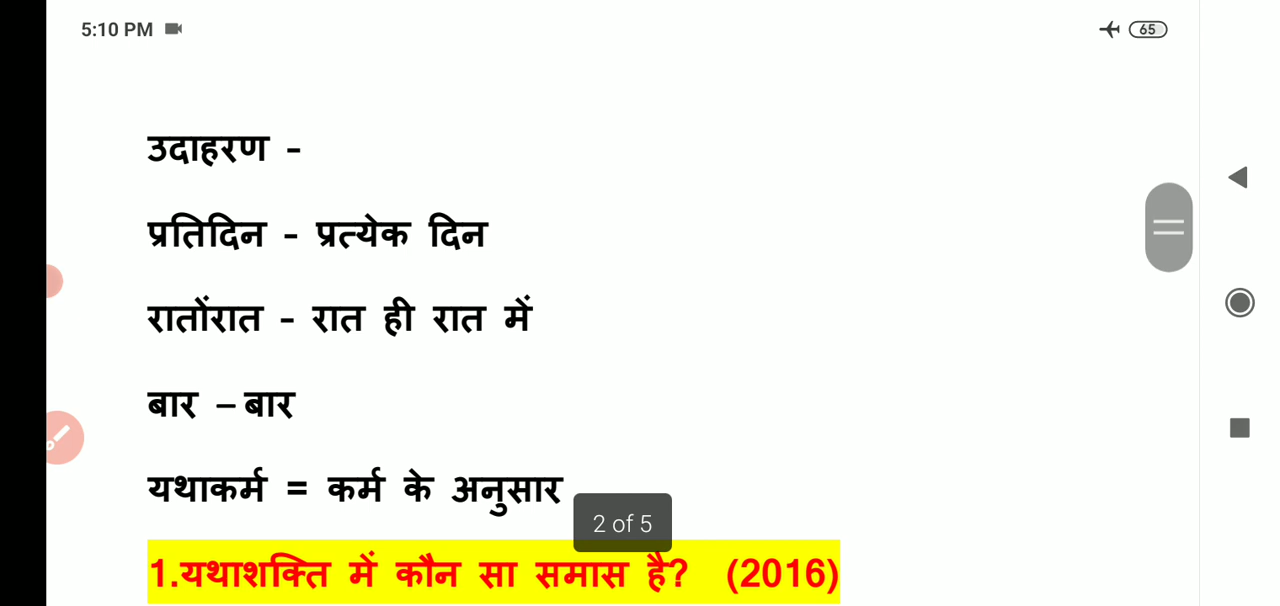 5:10 PM
65
उदाहरण -
प्रतिदिन - प्रत्येक दिन
रातोंरात - रात ही रात में
बार – बार
यथाकर्म = कर्म के अनुसार
2 of 5
1.यथाशक्ति में कौन सा समास है? (2016)